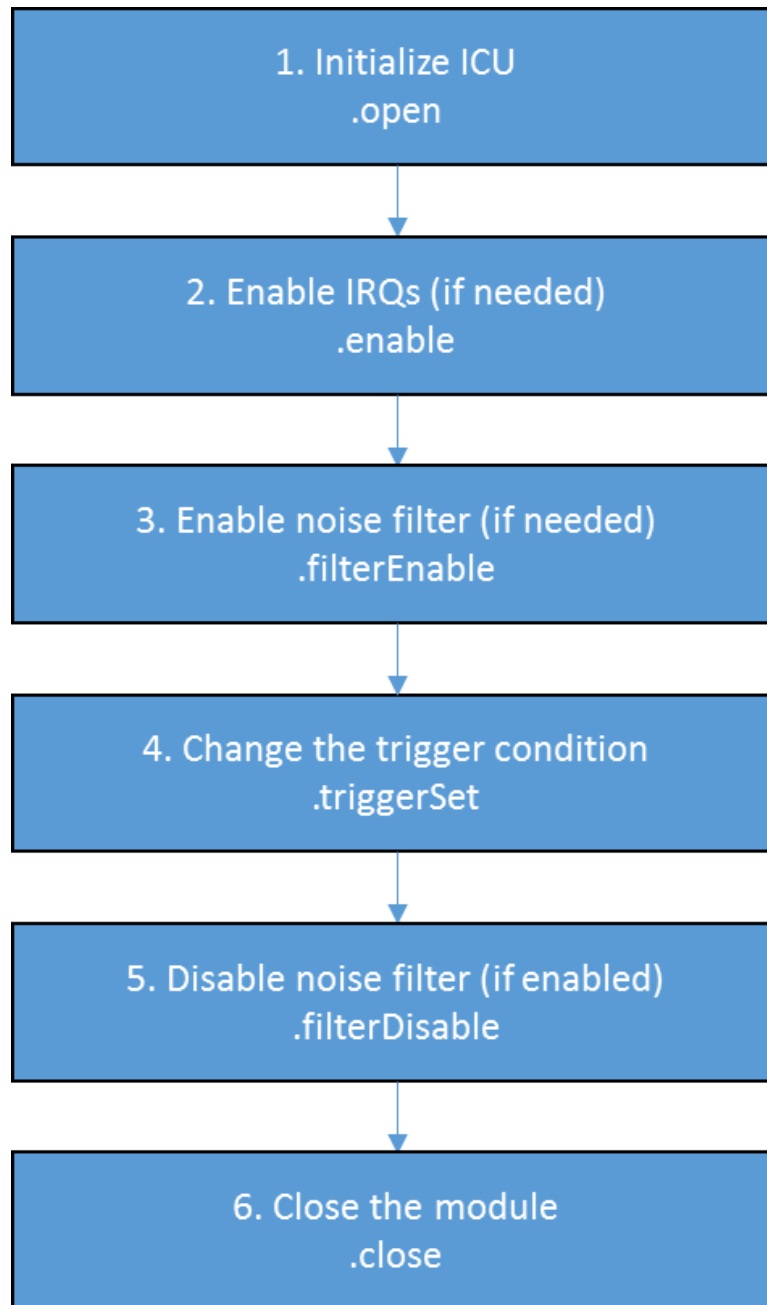 1. Initialize ICU
.open
2. Enable IRQs (if needed)
.enable
3. Enable noise filter (if needed)
.filterEnable
4. Change the trigger condition
.triggerSet
5. Disable noise filter (if enabled)
.filterDisable
6. Close the module
.close